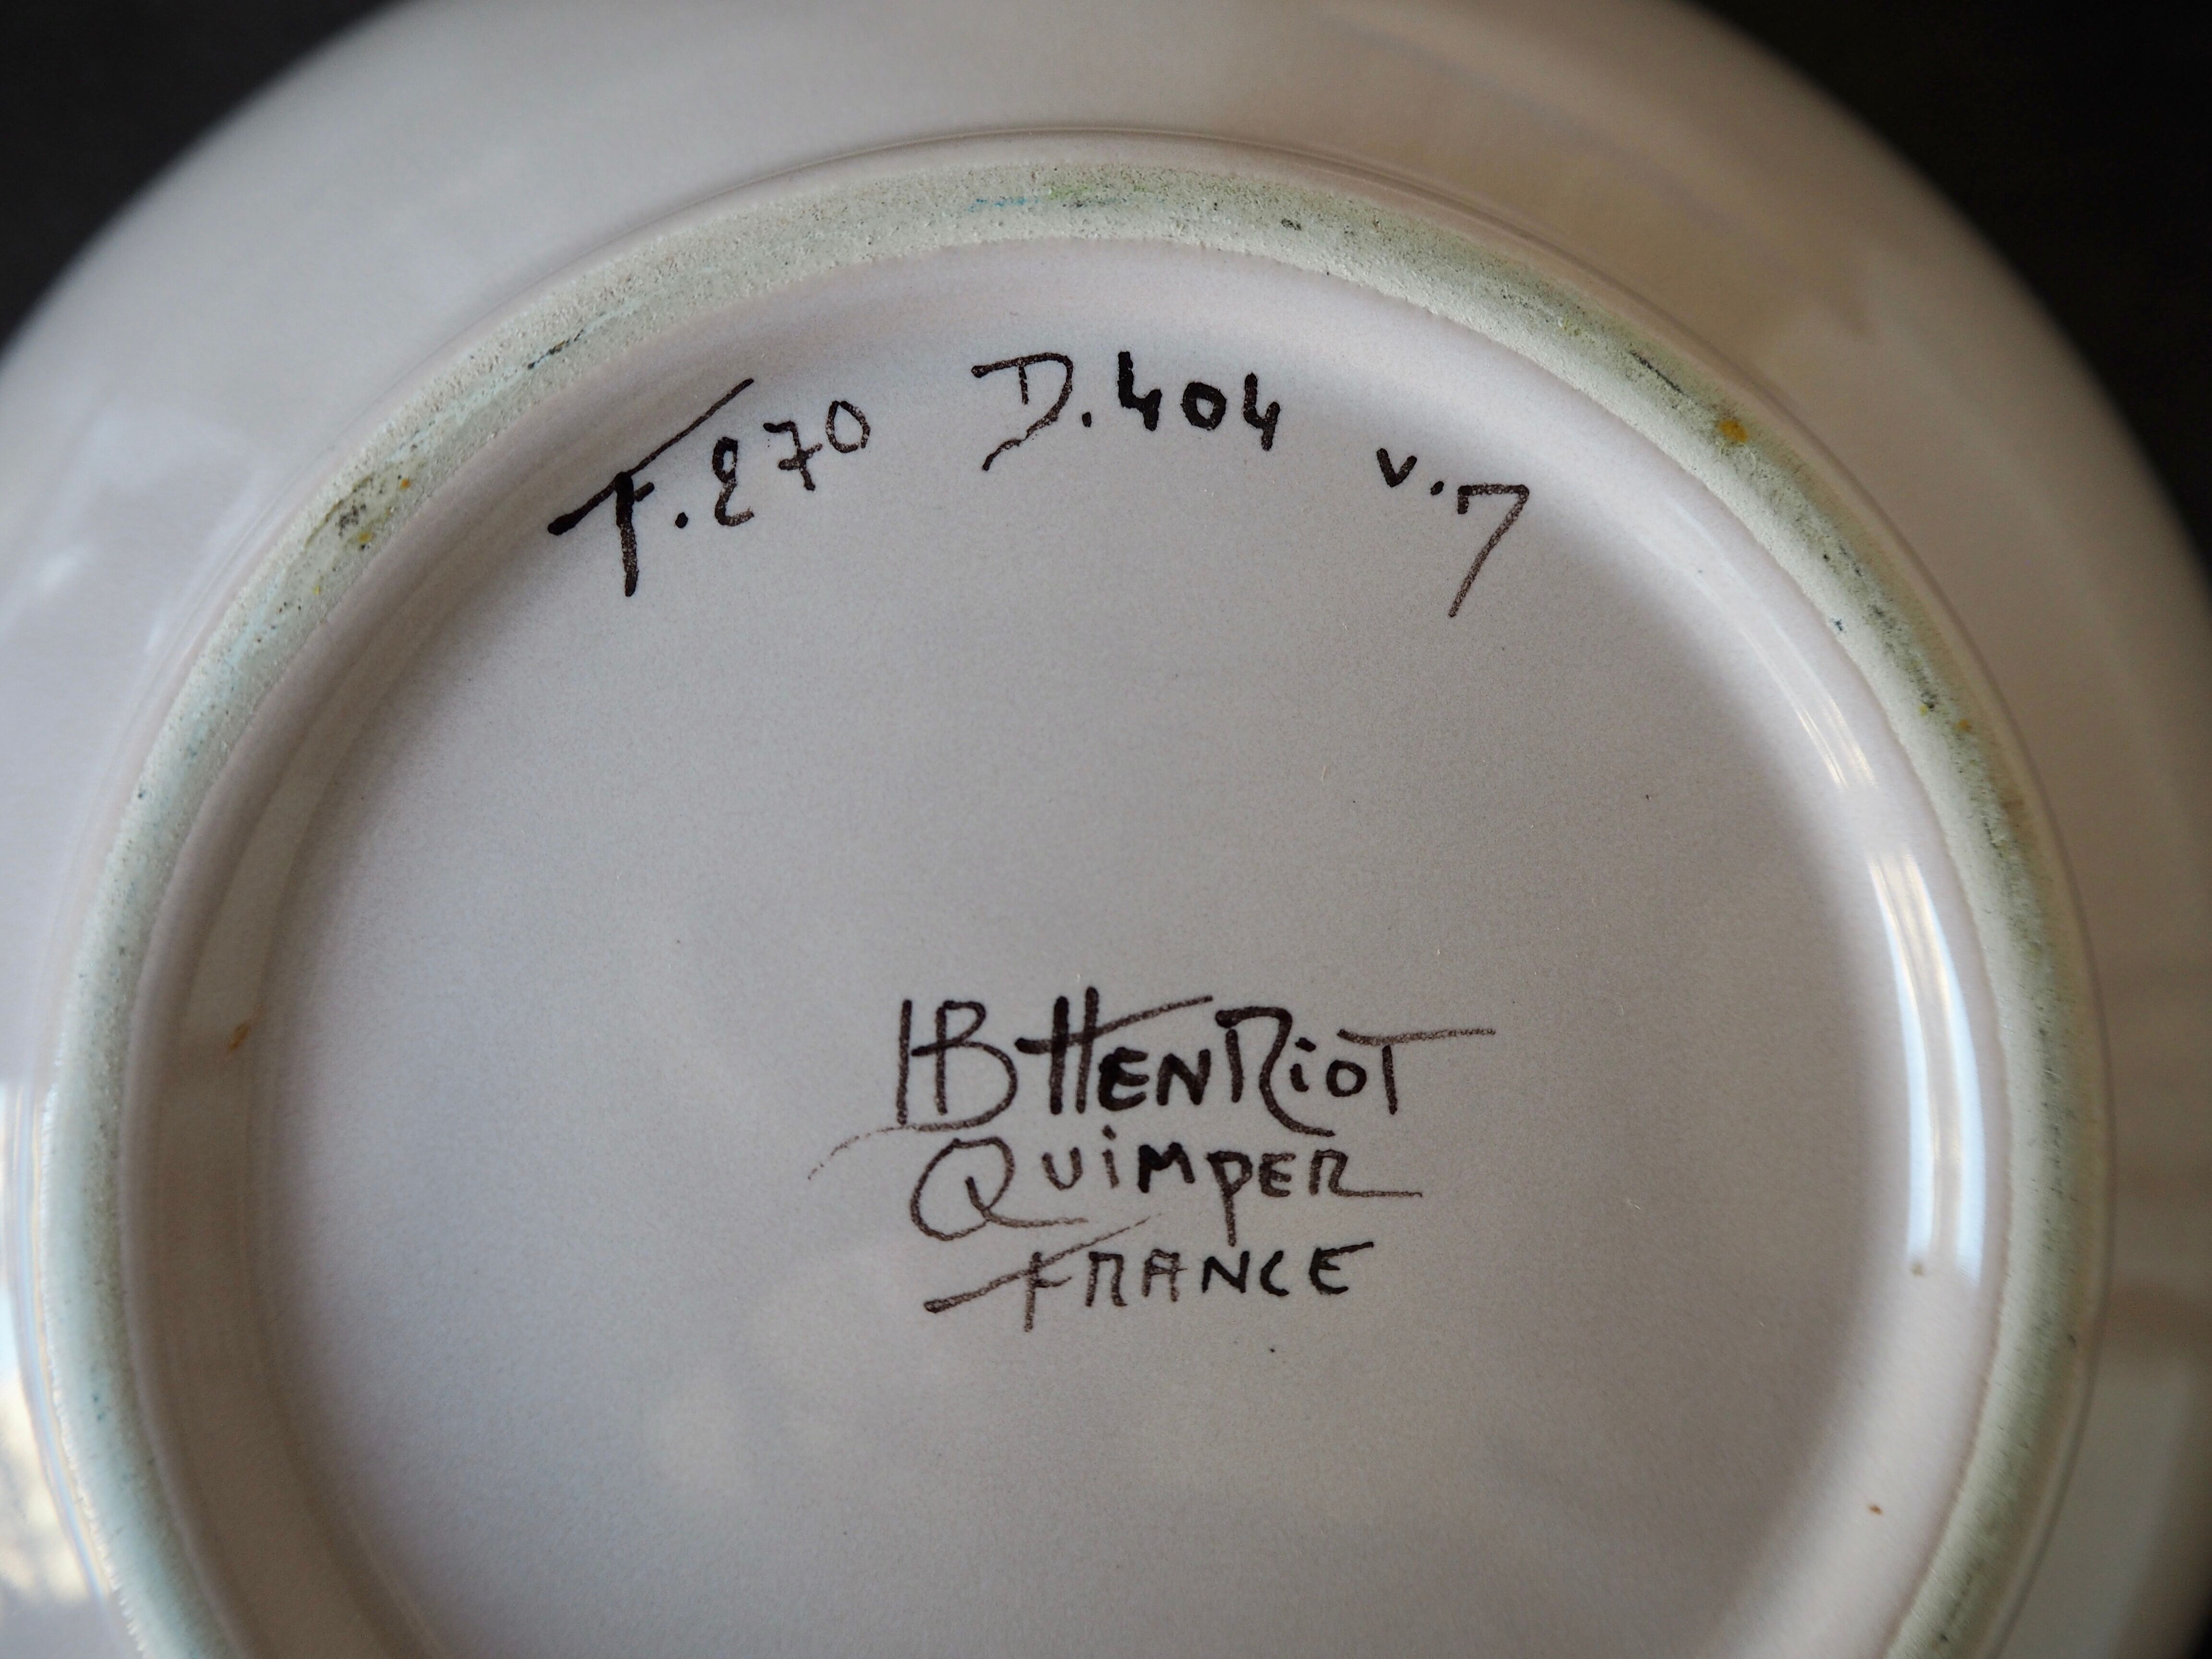 F.270 D.404 v.7
HB HENRiOT
QUiMPER
FRANCE